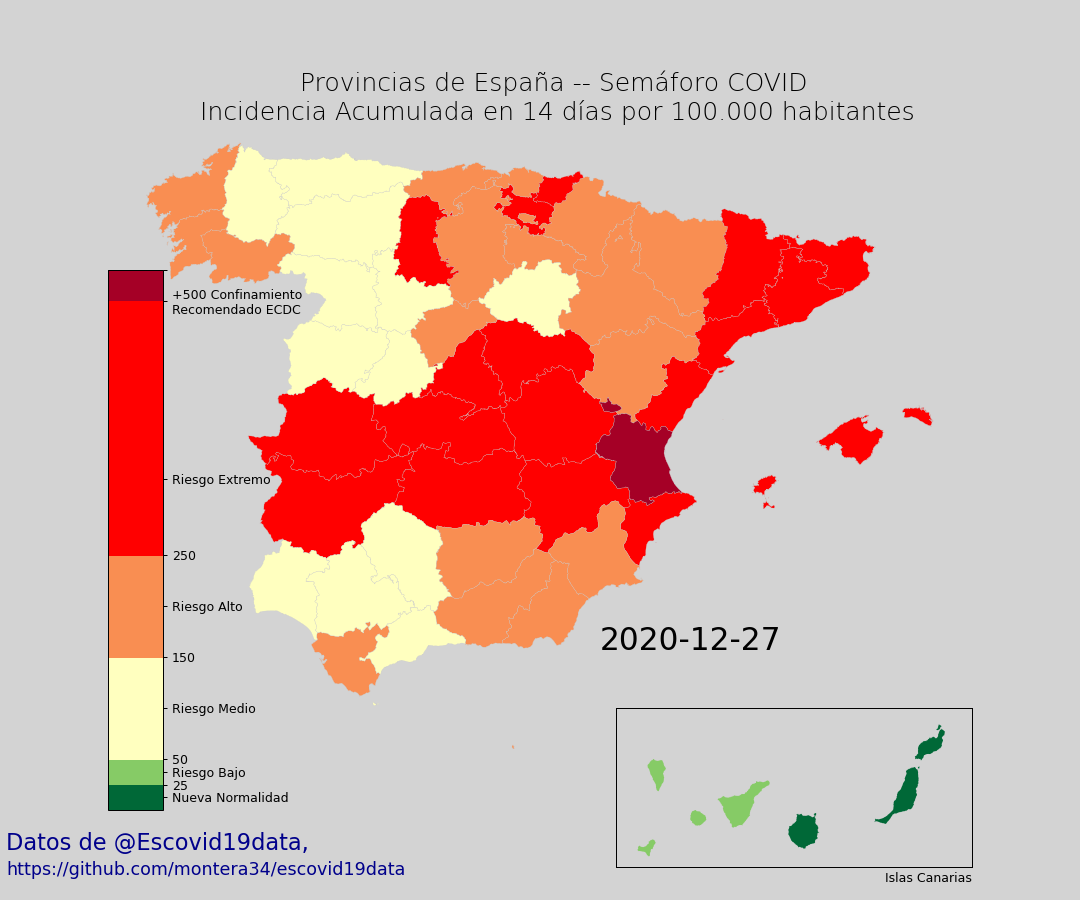 Provincias de España -- Semáforo COVID
Incidencia Acumulada en 14 días por 100.000 habitantes
+500 Confinamiento
Recomendado ECDC
Riesgo Extremo
250
Riesgo Alto
150
Riesgo Medio
50
Riesgo Bajo
25
Nueva Normalidad
2020-12-27
Islas Canarias
Datos de @Escovid19data,
https://github.com/montera34/escovid19data